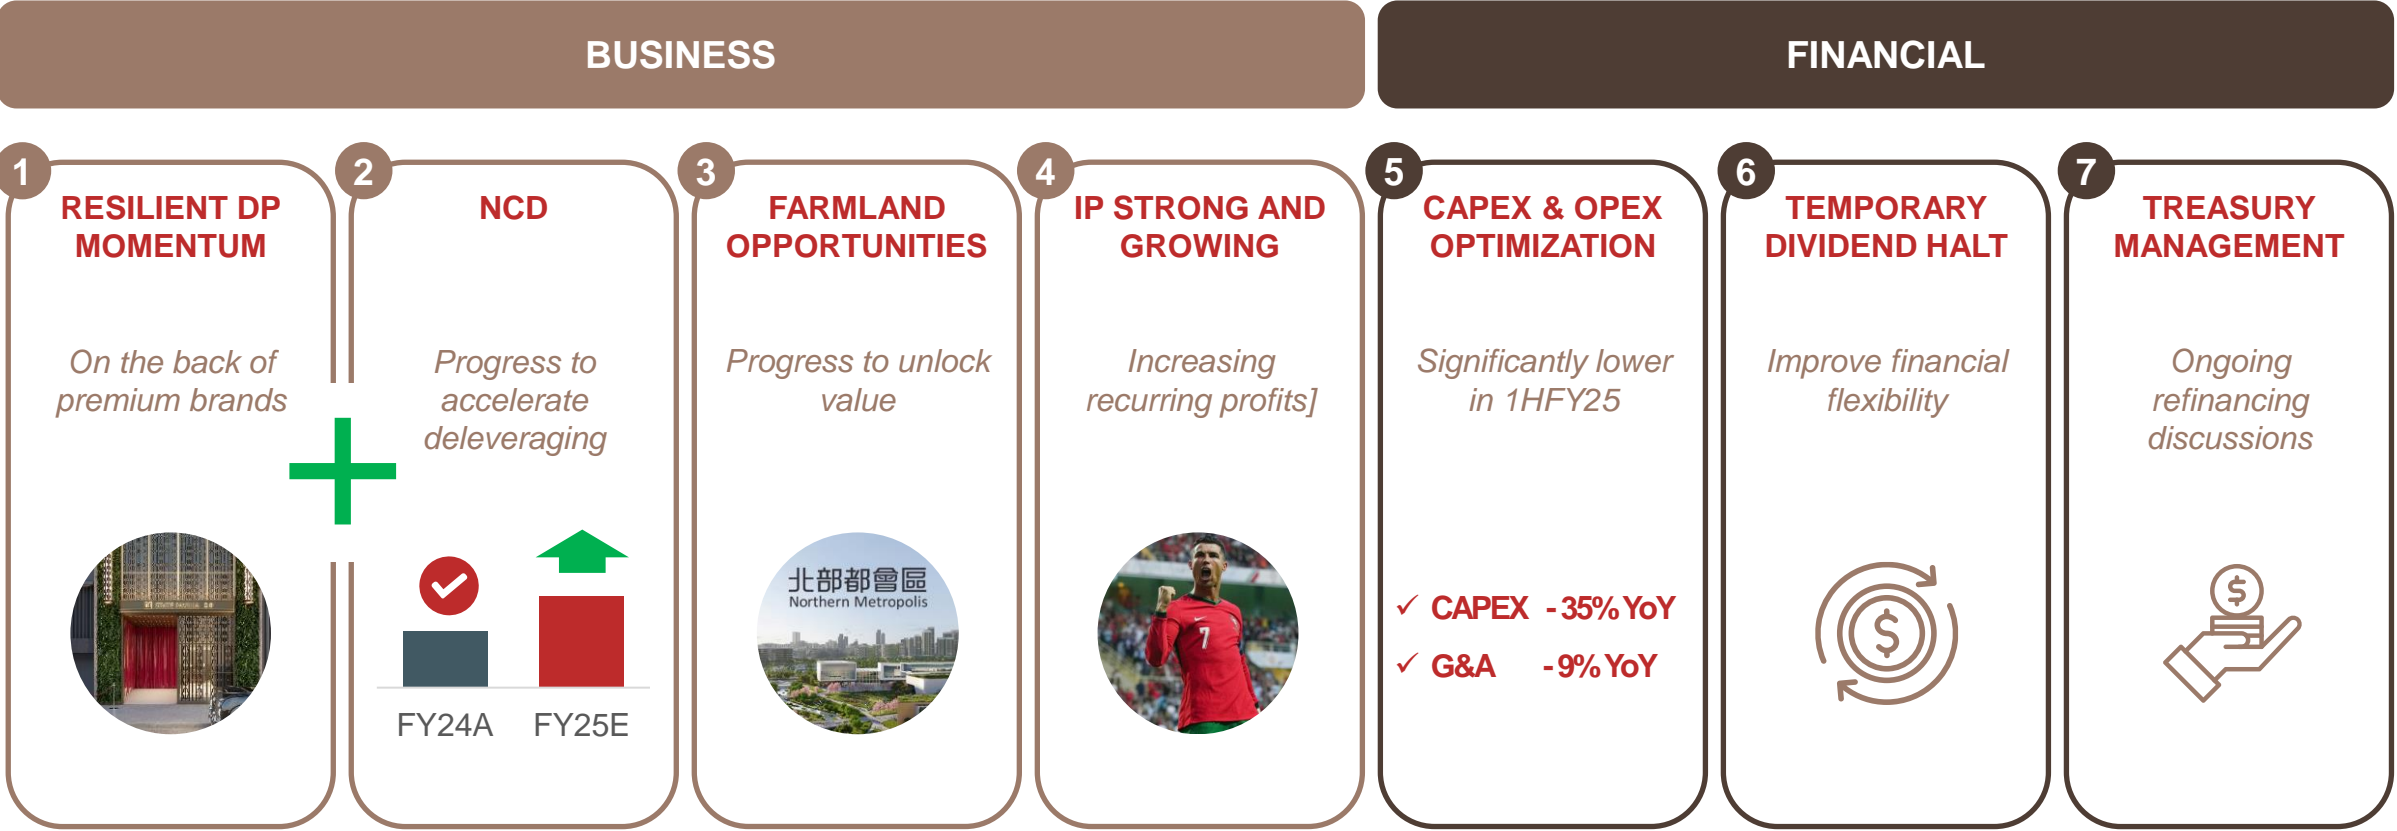 BUSINESS
FINANCIAL
1
RESILIENT DP
MOMENTUM
On the back of
premium brands
2
NCD
Progress to
accelerate
deleveraging
FY24A
FY25E
3
FARMLAND
OPPORTUNITIES
Progress to unlock
value
北部都會區
Northern Metropolis
4
IP STRONG AND
GROWING
Increasing
recurring profits]
7
5
CAPEX & OPEX
OPTIMIZATION
Significantly lower
in 1HFY25
✓ CAPEX - 35% YoY
✓ G&A - 9% YoY
6
TEMPORARY
DIVIDEND HALT
Improve financial
flexibility
$
7
TREASURY
MANAGEMENT
Ongoing
refinancing
discussions
$